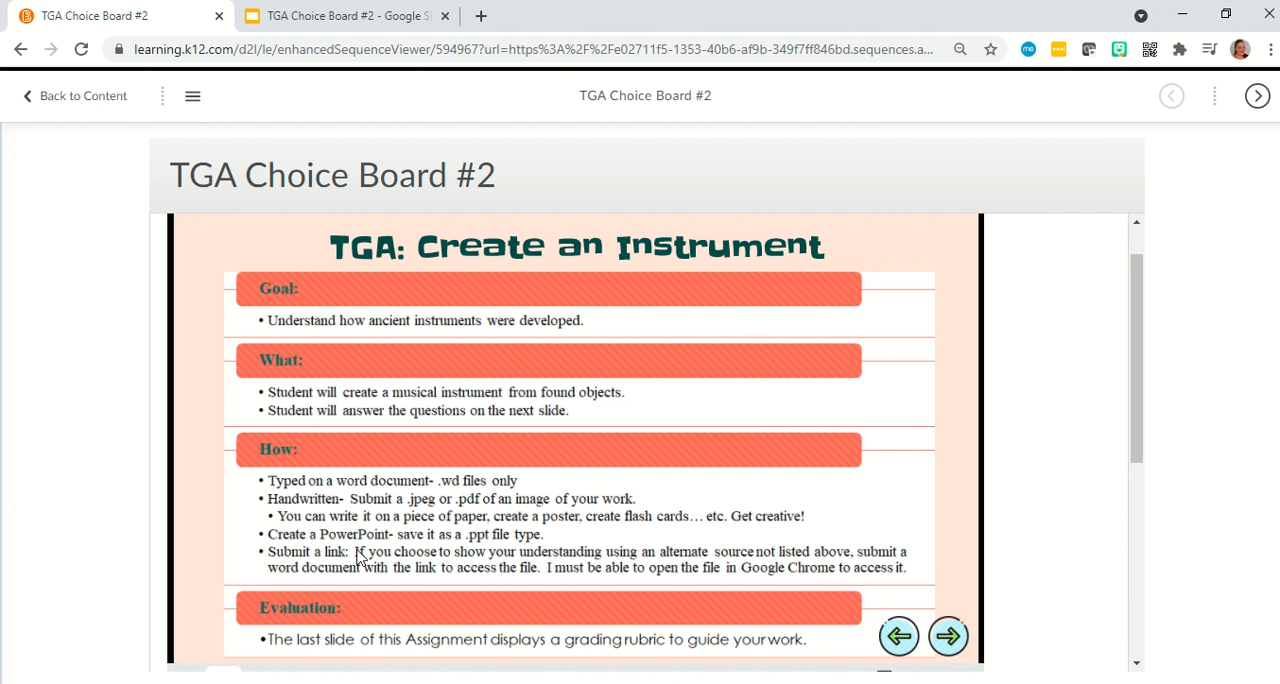 TGA Choice Board #2
TGA Choice Board #2 - Google Sl
learning.k12.com/d2l/le/enhancedSequenceViewer/594967?url=https%3A%2F%2Fe02711f5-1353-40b6-af9b-349f7ff846bd.sequences.a...
Back to Content
TGA Choice Board #2
TGA Choice Board #2
TGA: Create an Instrument
Goal:
• Understand how ancient instruments were developed.
What:
• Student will create a musical instrument from found objects.
• Student will answer the questions on the next slide.
How:
• Typed on a word document- .wd files only
• Handwritten- Submit a .jpeg or .pdf of an image of your work.
• You can write it on a piece of paper, create a poster, create flash cards... etc. Get creative!
• Create a PowerPoint- save it as a .ppt file type.
• Submit a link: If you choose to show your understanding using an alternate source not listed above, submit a
word document with the link to access the file. I must be able to open the file in Google Chrome to access it.
Evaluation:
•The last slide of this Assignment displays a grading rubric to guide your work.